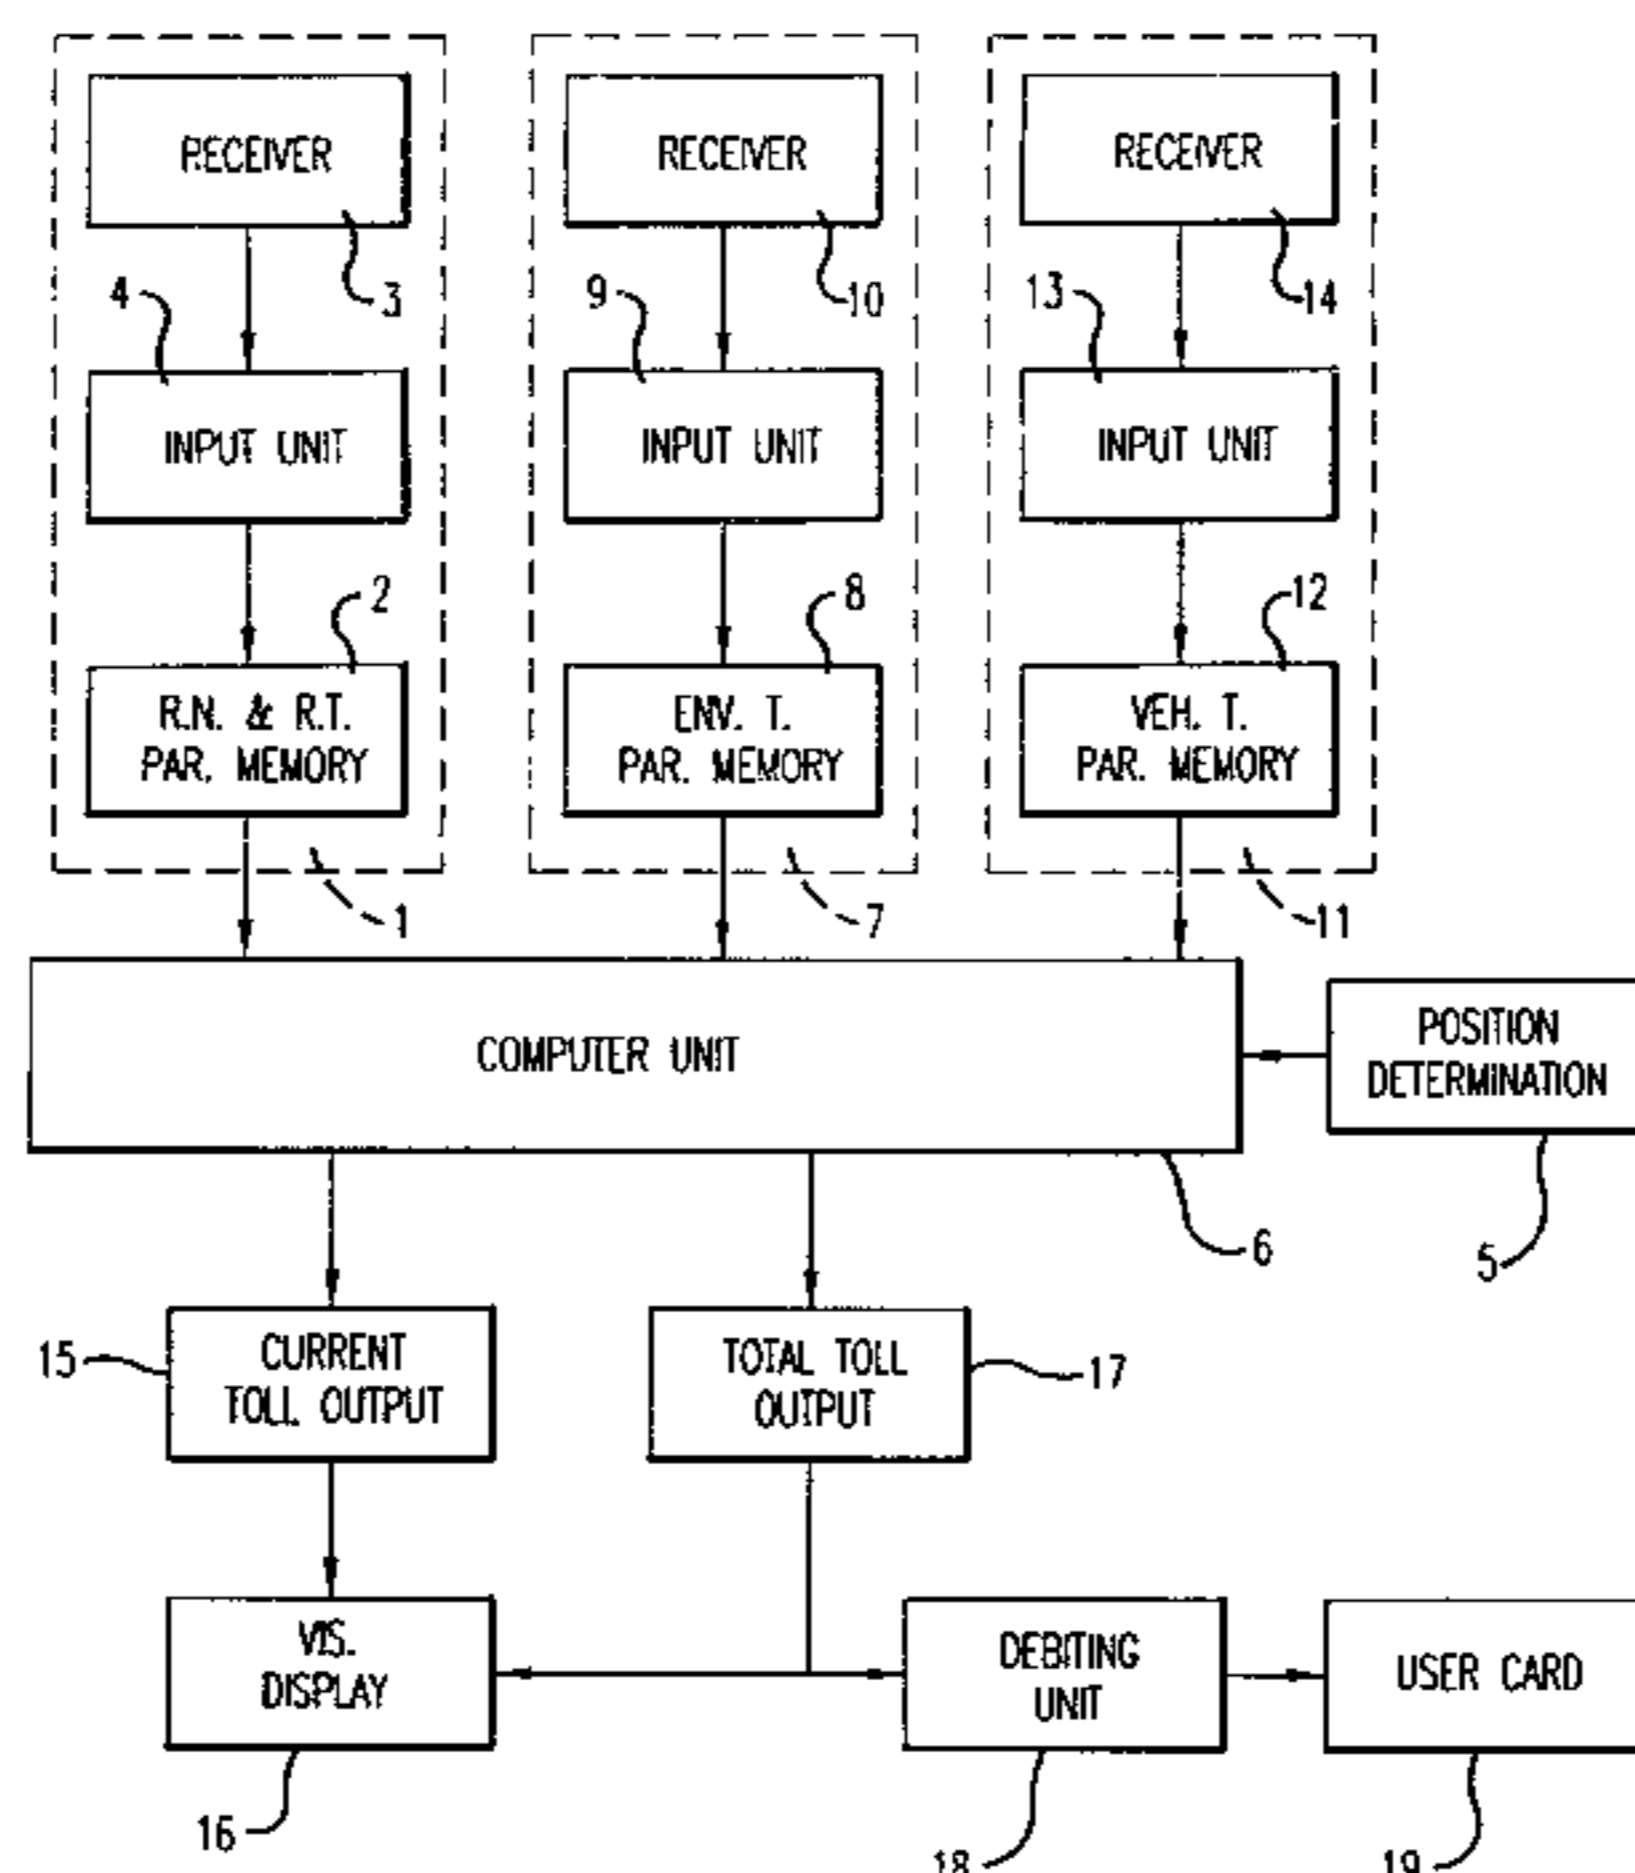 RECEIVER
RECEIVER
RECEIVER
3
10
14
4
9
13
INPUT UNIT
INPUT UNIT
INPUT UNIT
2
8
12
R.N. & R.T.
PAR. MEMORY
ENV. T.
PAR. MEMORY
VEH. T.
PAR. MEMORY
1
7
11
COMPUTER UNIT
POSITION
DETERMINATION
6
5
15
CURRENT
TOLL OUTPUT
TOTAL TOLL
OUTPUT
17
VIS.
DISPLAY
DEBITING
UNIT
USER CARD
16
18
19